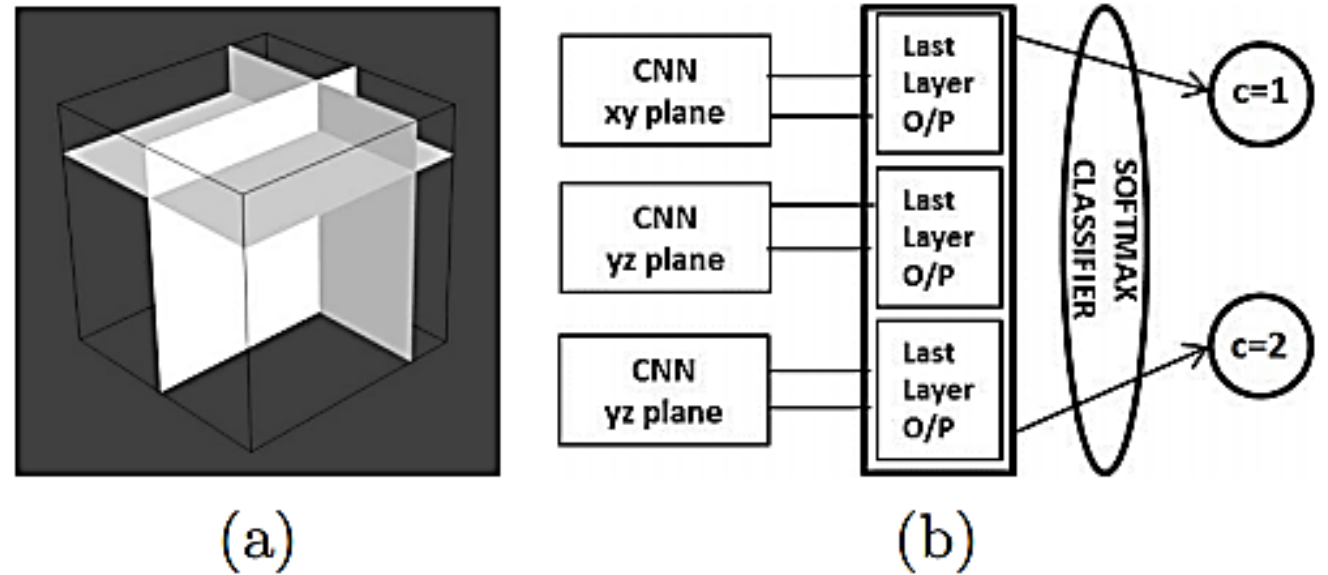 CNN
xy plane
CNN
yz plane
CNN
yz plane
Last
Layer
O/P
Last
Layer
O/P
Last
Layer
O/P
SOFTMAX
CLASSIFIER
c=1
c=2
(a)
(b)